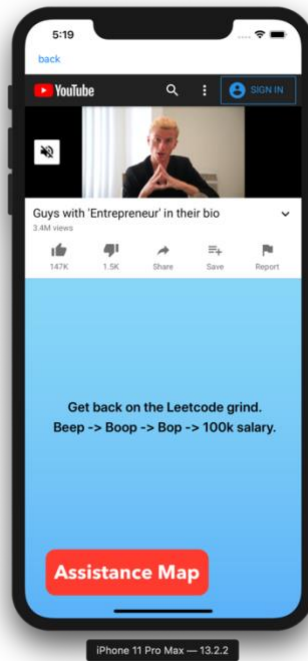 5:19
back
YouTube
SIGN IN
Guys with 'Entrepreneur' in their bio
3.4M views
147K
1.5K
Share
Save
Report
Get back on the Leetcode grind.
Beep -> Boop -> Bop -> 100k salary.
Assistance Map
iPhone 11 Pro Max — 13.2.2